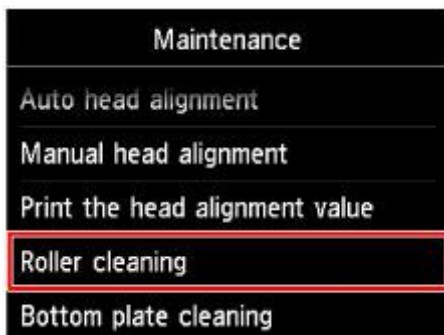 Maintenance
Auto head alignment
Manual head alignment
Print the head alignment value
Roller cleaning
Bottom plate cleaning